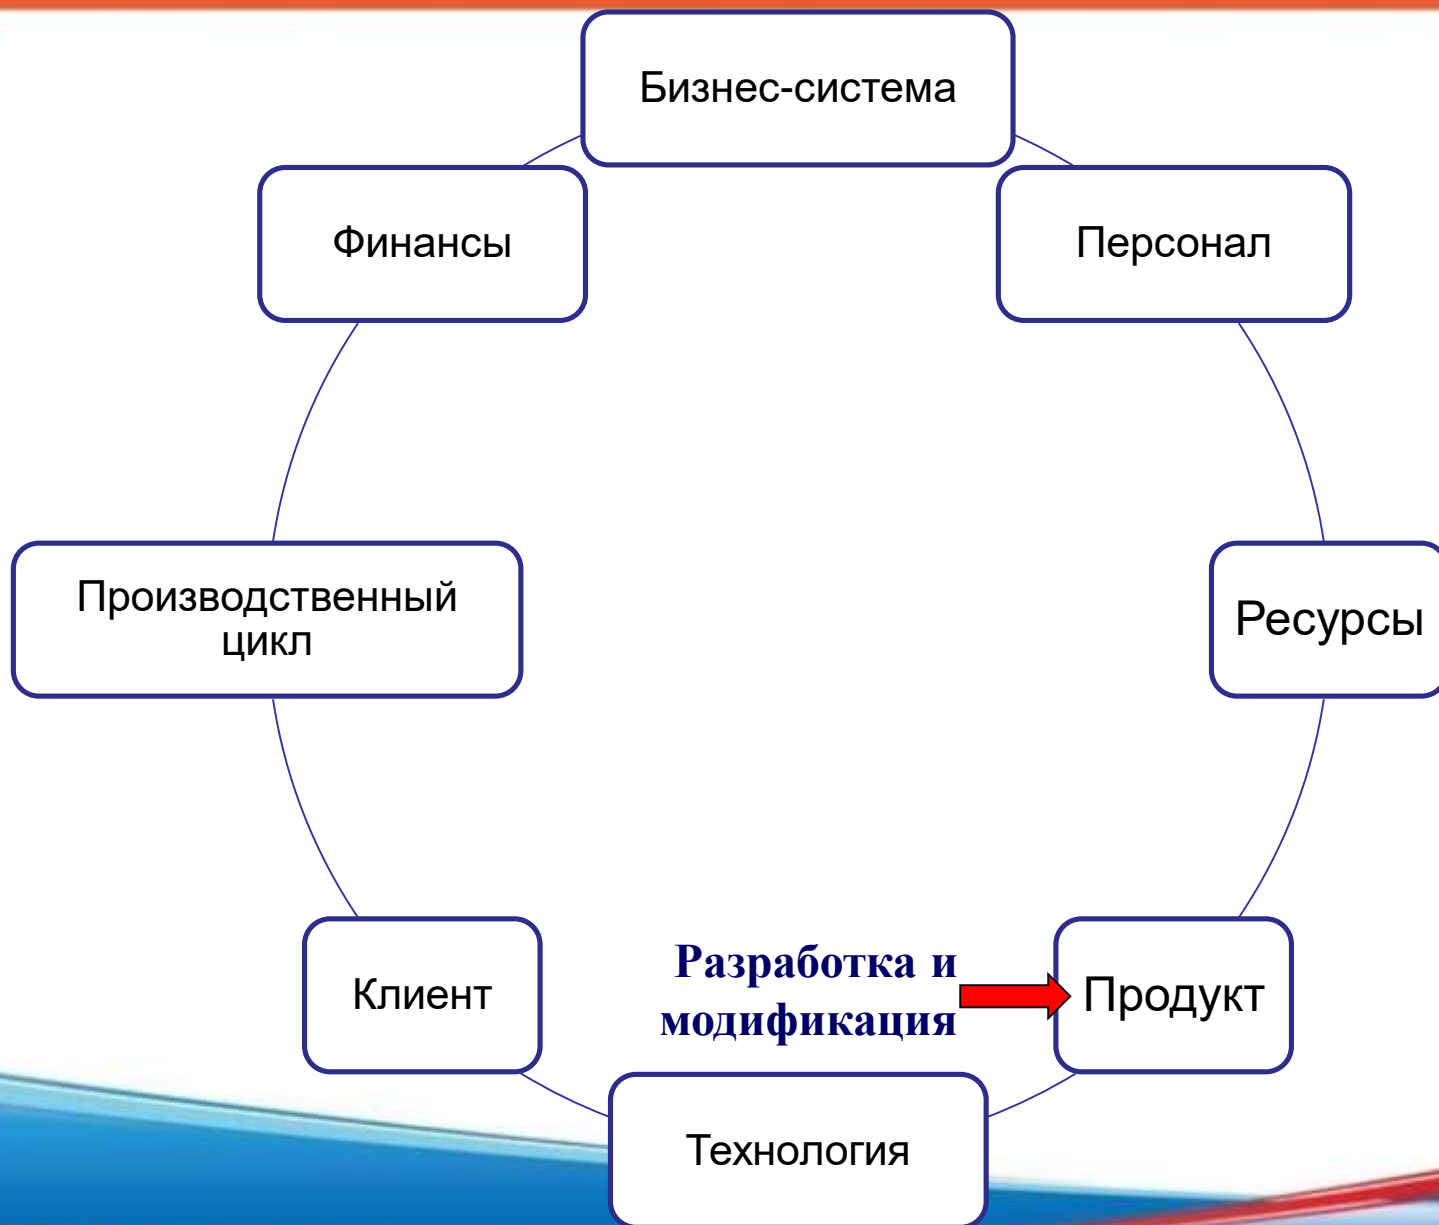 Бизнес-система
Финансы
Персонал
Производственный
цикл
Ресурсы
Клиент
Разработка и
модификация
Продукт
Технология